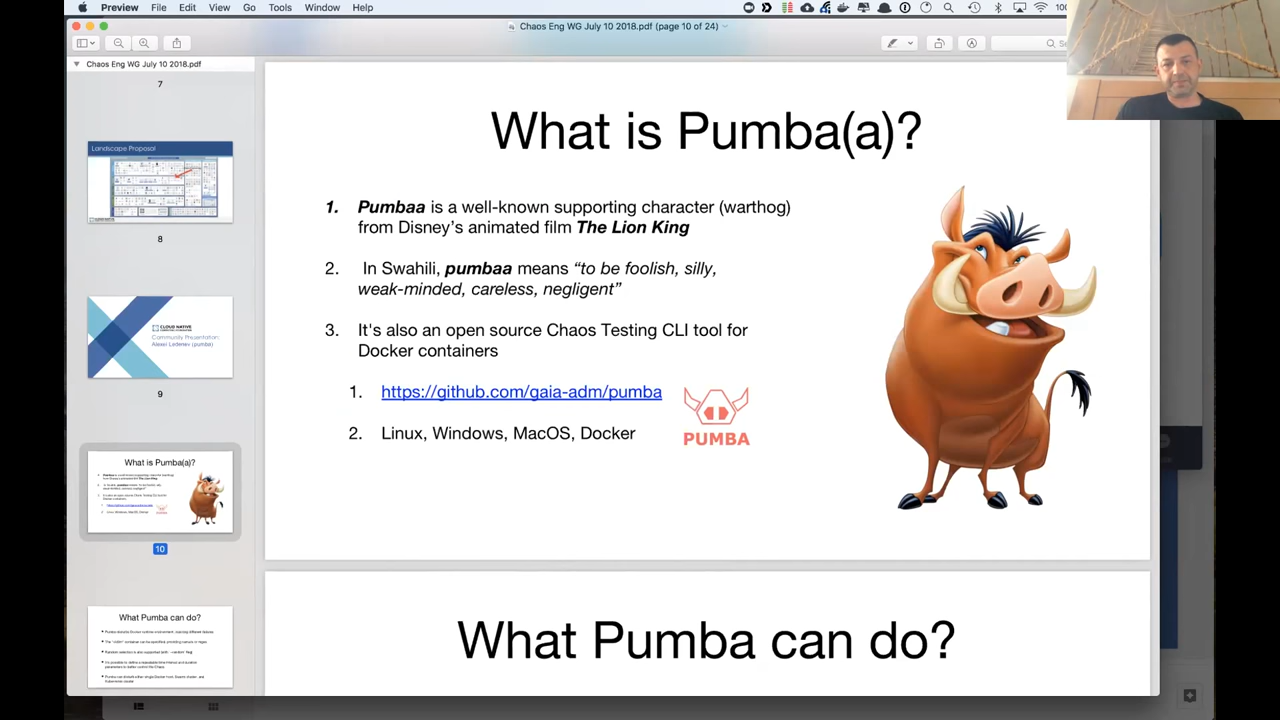 Preview File Edit View Go Tools Window Help
Chaos Eng WG July 10 2018.pdf (page 10 of 24)
Chaos Eng WG July 10 2018.pdf
7
Landscape Proposal
8
CLOUD NATIVE
Community Presentation:
Alexei Ledenev (pumba)
9
What is Pumba(a)?
10
What Pumba can do?
What is Pumba(a)?
1. Pumbaa is a well-known supporting character (warthog)
from Disney’s animated film The Lion King
2. In Swahili, pumbaa means “to be foolish, silly,
weak-minded, careless, negligent”
3. It's also an open source Chaos Testing CLI tool for
Docker containers
1. https://github.com/gaia-adm/pumba
2. Linux, Windows, MacOS, Docker
PUMBA
What Pumba can do?